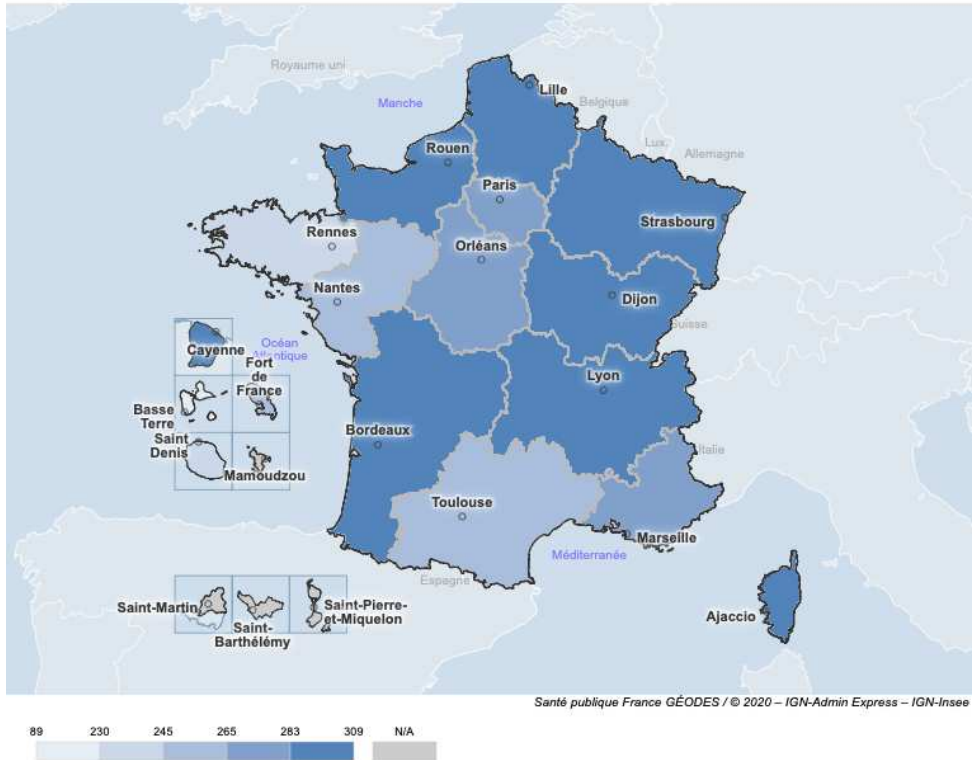 Royaume uni
Lille
Manche
Belgique
Rouen
Lux.
Allemagne
Paris
Strasbourg
Rennes
Orléans
Nantes
Dijon
Suisse
Océan
Atlantique
Cayenne
Fort
de
France
Lyon
Basse
Terre
Saint
Denis
Bordeaux
Italie
Mamoudzou
Toulouse
Marseille
Méditerranée
Espagne
Saint-Martin
Saint-
Barthélémy
Saint-Pierre-
et-Miquelon
Ajaccio
Santé publique France GÉODES / © 2020 – IGN-Admin Express – IGN-Insee
89 230 245 265 283 309 N/A